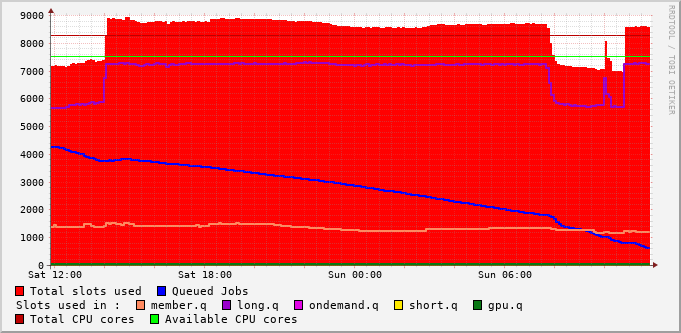 9000
8000
7000
6000
5000
4000
3000
2000
1000
0
Sat 12:00 Sat 18:00 Sun 00:00 Sun 06:00
RRDTOOL / TOBI OETIKER
Total slots used Queued Jobs
Slots used in : member.q long.q ondemand.q short.q gpu.q
Total CPU cores Available CPU cores